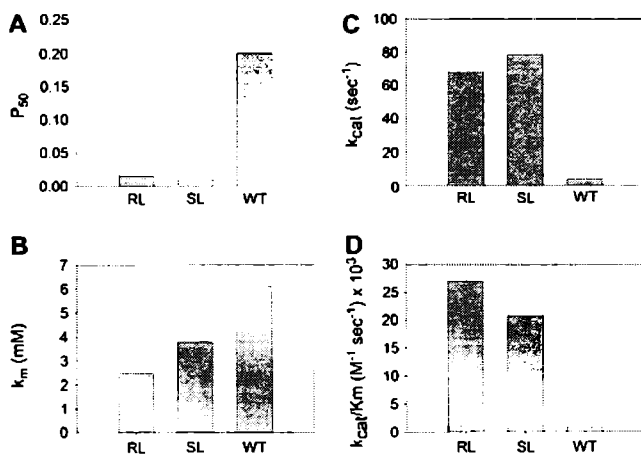 A
P50
0.25
0.20
0.15
0.10
0.05
0.00
RL SL WT
B
km (mM)
7
6
5
4
3
2
1
0
RL SL WT
C
kcat (sec-1)
100
80
60
40
20
0
RL SL WT
D
kcat/Km (M-1 sec-1) x 10^3
30
25
20
15
10
5
0
RL SL WT